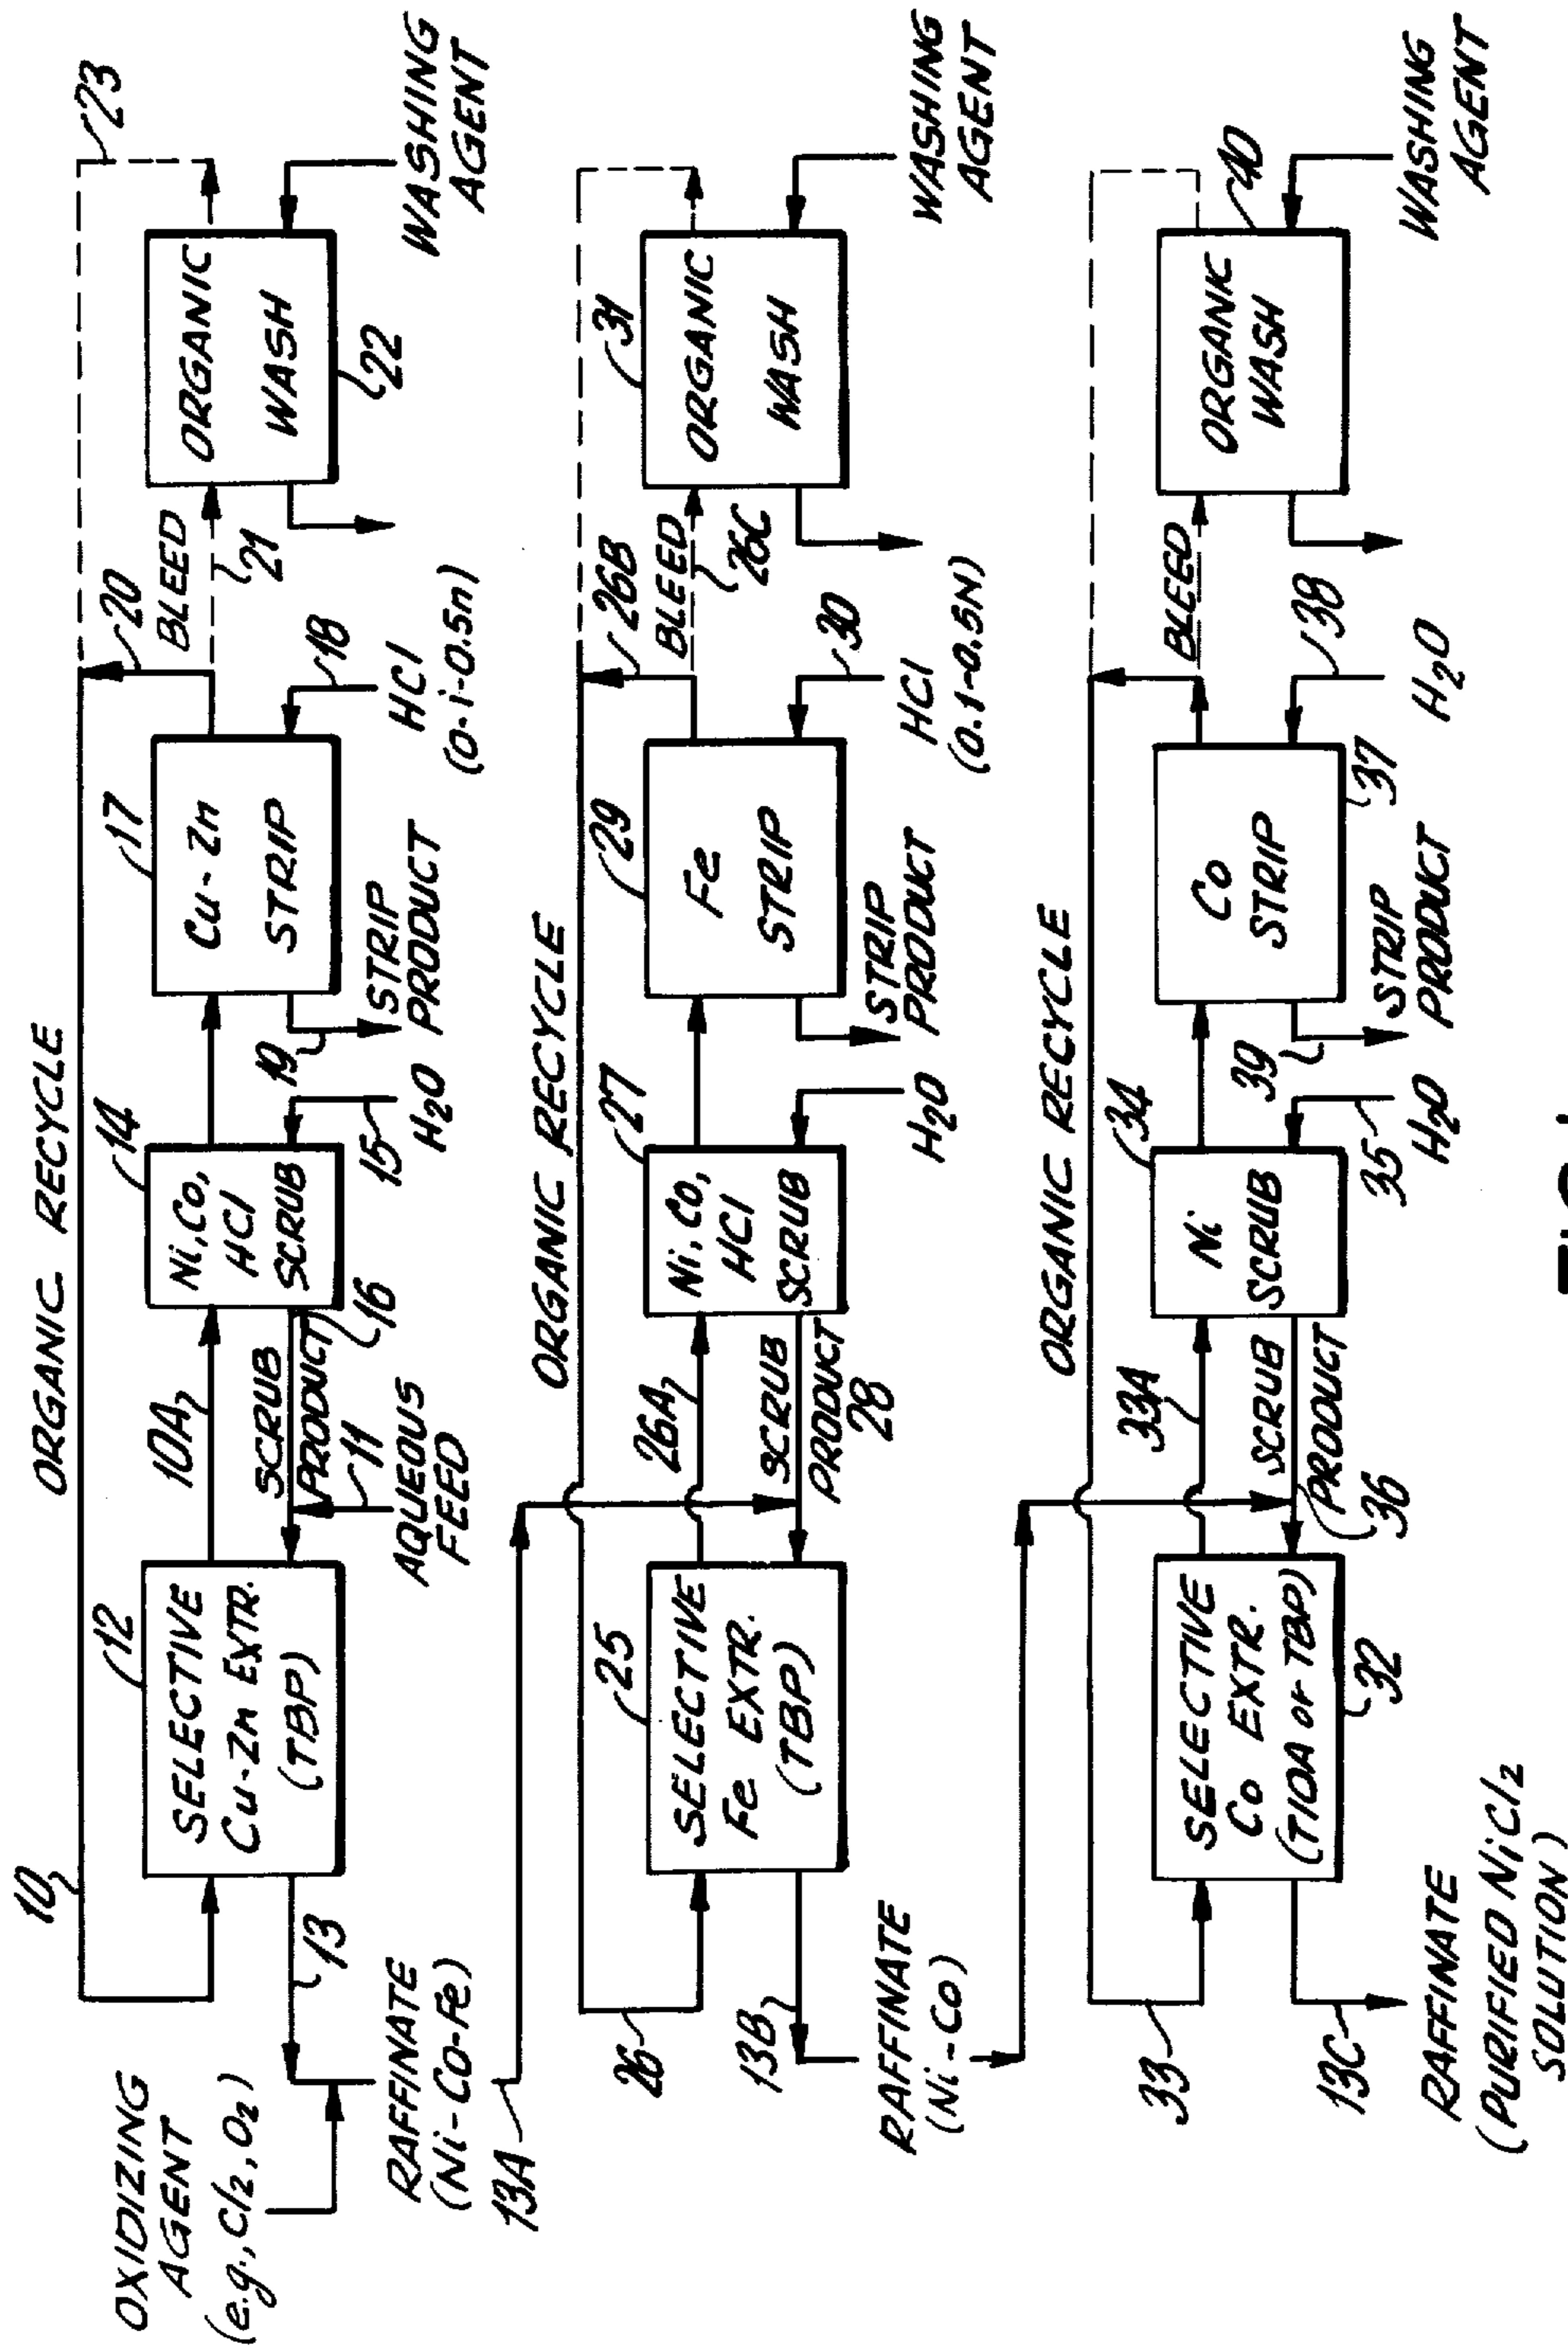 ORGANIC RECYCLE
10
12
SELECTIVE
Cu-Zn EXTR.
(TBP)
10A
SCRUB
PRODUCT
11
AQUEOUS
FEED
14
Ni, Co,
HCl
SCRUB
16
15
H2O
17
Cu-Zn
STRIP
19
STRIP
PRODUCT
20
BLEED
21
18
HCl
(0.1-0.5n)
23
ORGANIC
WASH
22
WASHING
AGENT
13
OXIDIZING
AGENT
(e.g., Cl2, O2)
RAFFINATE
(Ni-Co-Fe)
13A
ORGANIC RECYCLE
26
25
SELECTIVE
Fe EXTR.
(TBP)
26A
SCRUB
PRODUCT
28
27
Ni, Co,
HCl
SCRUB
H2O
29
Fe
STRIP
STRIP
PRODUCT
26B
BLEED
26C
30
HCl
(0.1-0.5N)
31
ORGANIC
WASH
WASHING
AGENT
13B
RAFFINATE
(Ni-Co)
ORGANIC RECYCLE
33
SELECTIVE
Co EXTR.
(TIOA or TBP)
32
33A
SCRUB
PRODUCT
36
34
Ni
SCRUB
35
H2O
Co
STRIP
37
39
STRIP
PRODUCT
BLEED
38
H2O
ORGANIC
WASH
40
WASHING
AGENT
13C
RAFFINATE
(PURIFIED NiCl2
SOLUTION)